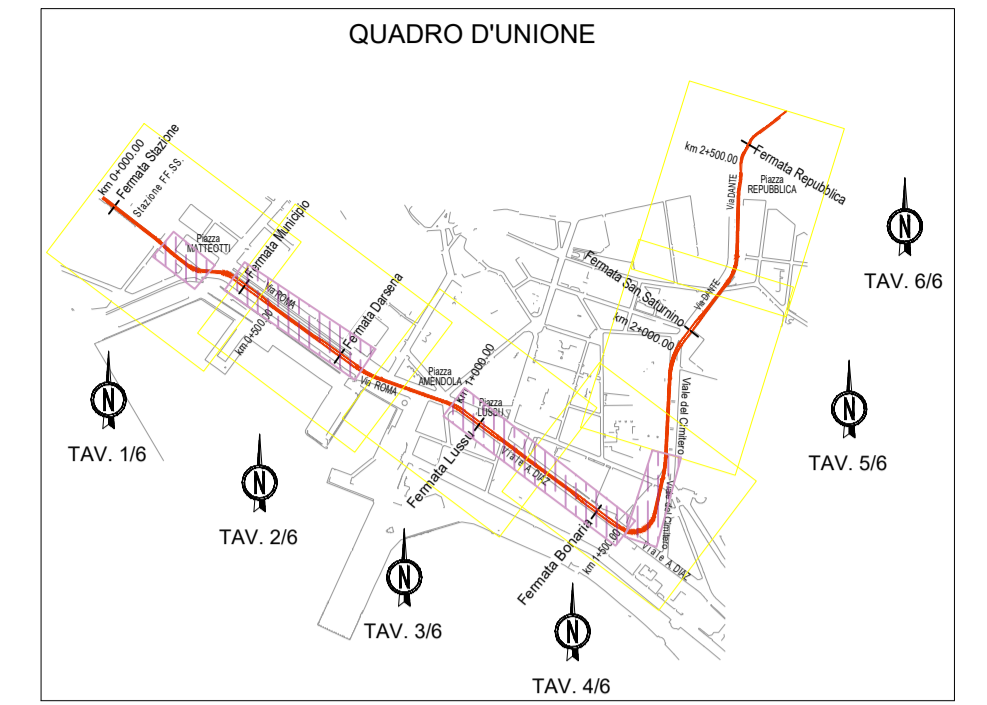 QUADRO D'UNIONE
km 0+000.00
Fermata Stazione
Stazione FF.SS.
Piazza
MATTEOTTI
Fermata Municipio
Via ROMA
km 0+500.00
Fermata Darsena
Via ROMA
Piazza
AMENDOLA
km 1+000.00
Piazza
LUSSU
Fermata Lussu
Viale A. DIAZ
Fermata Bonaria
km 1+500.00
Viale A. DIAZ
Viale del Cimitero
Viale del Cimitero
km 2+000.00
Fermata San Saturnino
Via DANTE
Via DANTE
km 2+500.00
Fermata Repubblica
Piazza
REPUBBLICA
N
TAV. 1/6
N
TAV. 2/6
N
TAV. 3/6
N
TAV. 4/6
N
TAV. 5/6
N
TAV. 6/6